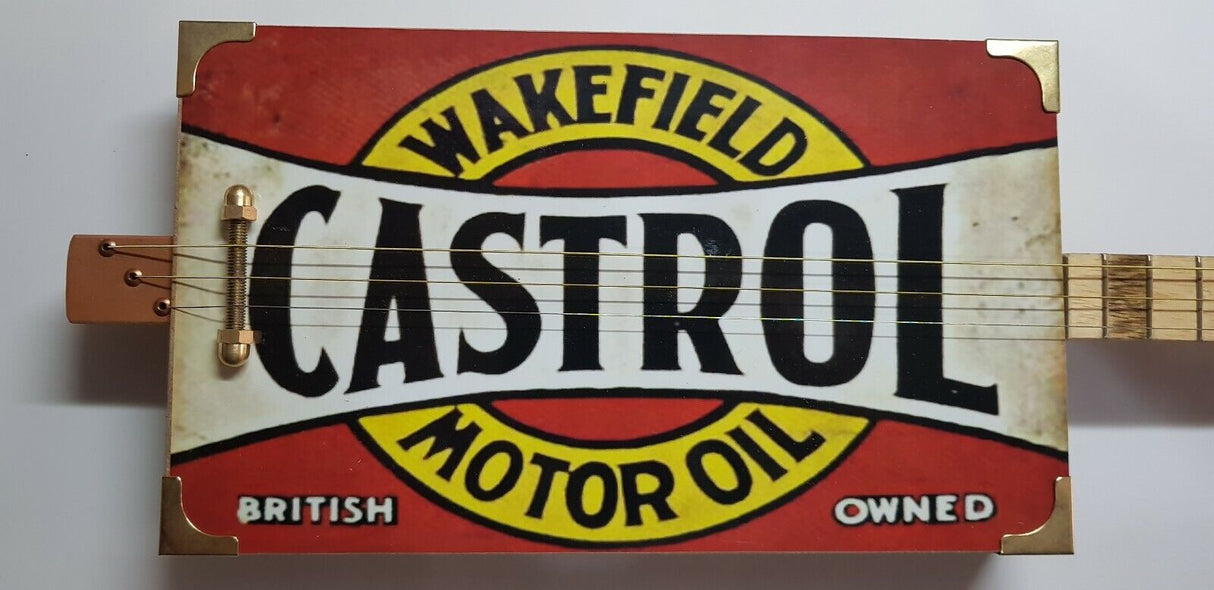 WAKEFIELD
CASTROL
MOTOR OIL
BRITISH OWNED